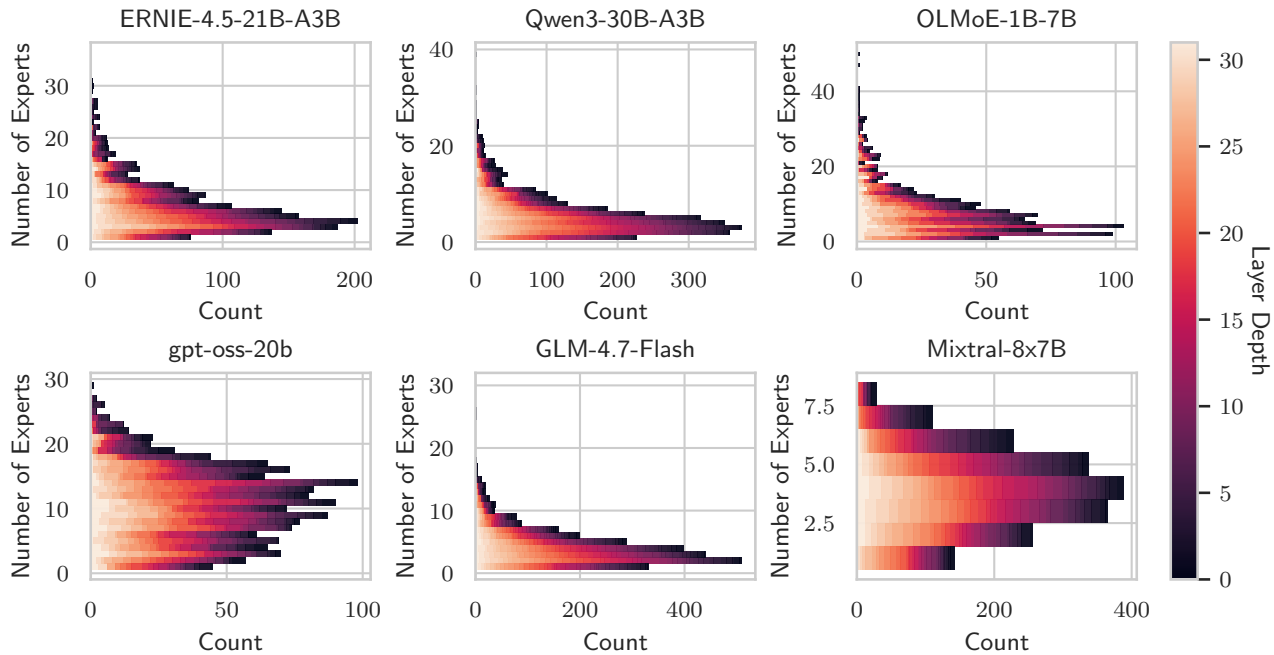 ERNIE-4.5-21B-A3B
Number of Experts
30
20
10
0
0
100
200
Count
Qwen3-30B-A3B
Number of Experts
40
20
0
0
100
200
300
Count
OLMoE-1B-7B
Number of Experts
40
20
0
0
50
100
Count
gpt-oss-20b
Number of Experts
30
20
10
0
0
50
100
Count
GLM-4.7-Flash
Number of Experts
30
20
10
0
0
200
400
Count
Mixtral-8x7B
Number of Experts
7.5
5.0
2.5
0
200
400
Count
30
25
20
15
10
5
0
Layer Depth